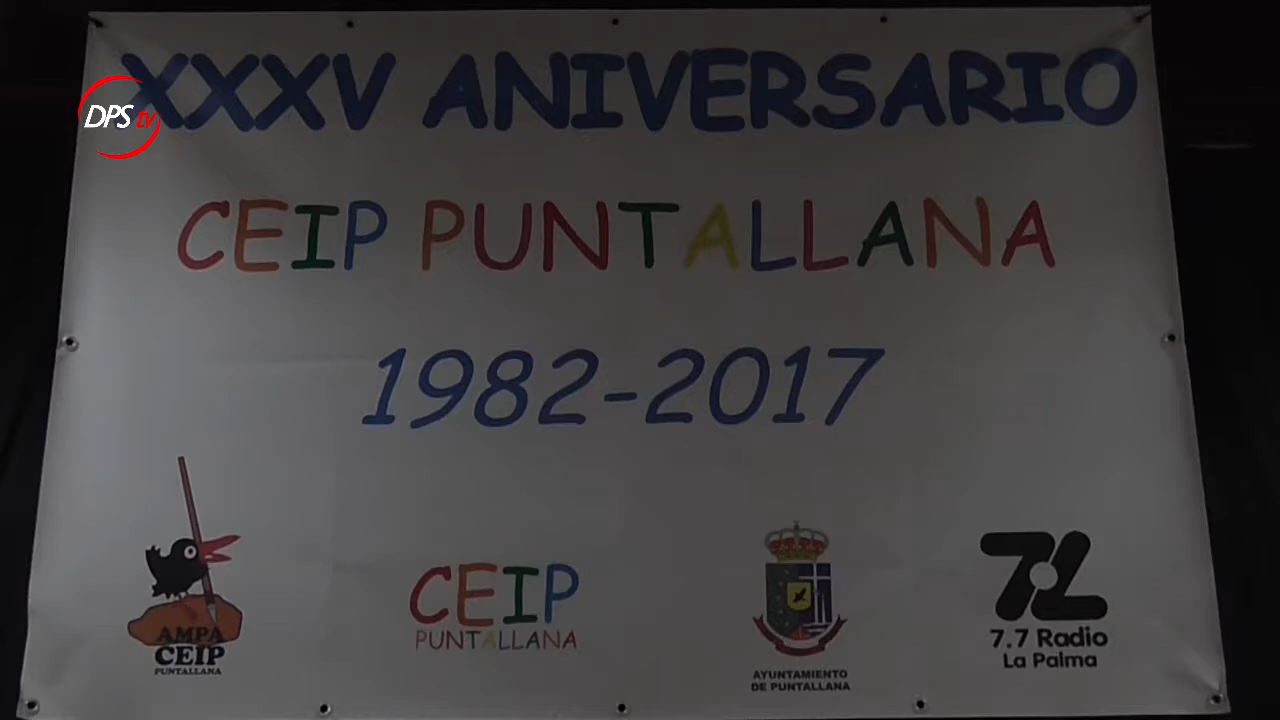 XXXV ANIVERSARIO
DPS tv
CEIP PUNTALLANA
1982-2017
AMPA
CEIP
PUNTALLANA
CEIP
PUNTALLANA
AYUNTAMIENTO
DE PUNTALLANA
7.7 Radio
La Palma